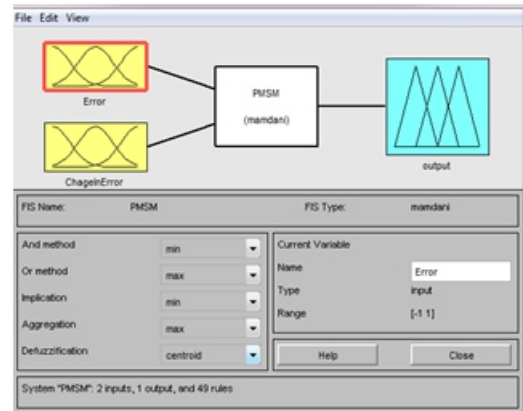 File Edit View
Error
PMSM
(mamdani)
ChageInError
output
FIS Name: PMSM FIS Type: mamdani
And method min
Or method max
Implication min
Aggregation max
Defuzzification centroid
Current Variable
Name Error
Type input
Range [-1 1]
Help Close
System "PMSM": 2 inputs, 1 output, and 49 rules